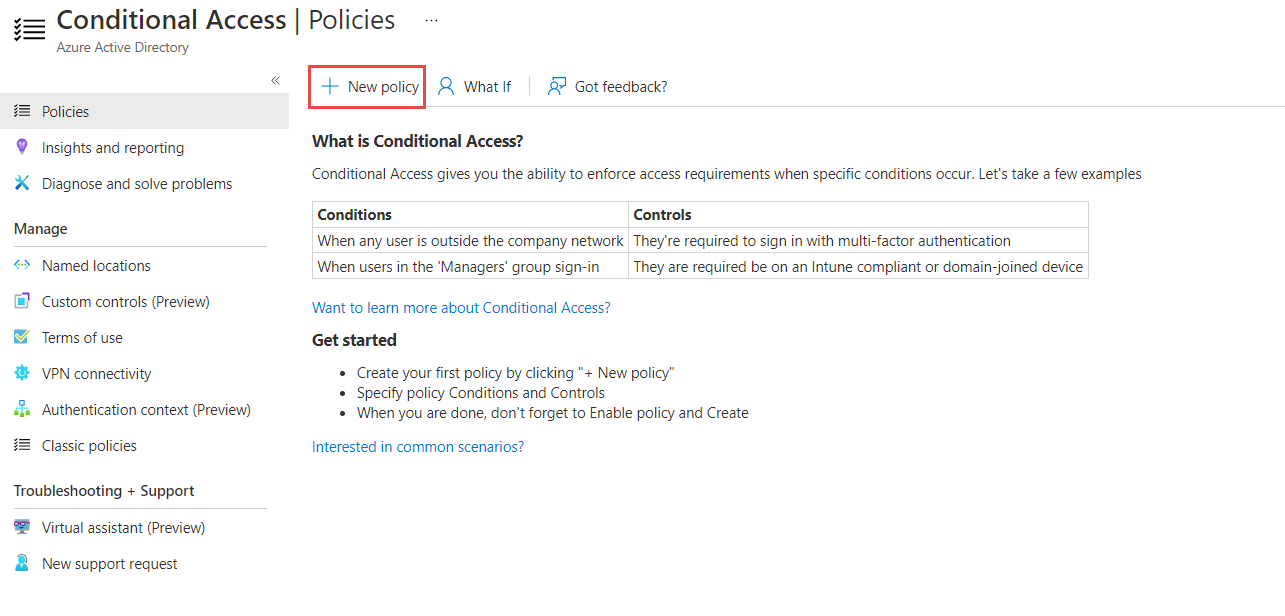 Conditional Access | Policies ...
Azure Active Directory
«
Policies
Insights and reporting
Diagnose and solve problems
Manage
Named locations
Custom controls (Preview)
Terms of use
VPN connectivity
Authentication context (Preview)
Classic policies
Troubleshooting + Support
Virtual assistant (Preview)
New support request
+ New policy What If Got feedback?
What is Conditional Access?
Conditional Access gives you the ability to enforce access requirements when specific conditions occur. Let's take a few examples
Conditions Controls
When any user is outside the company network They're required to sign in with multi-factor authentication
When users in the 'Managers' group sign-in They are required be on an Intune compliant or domain-joined device
Want to learn more about Conditional Access?
Get started
• Create your first policy by clicking "+ New policy"
• Specify policy Conditions and Controls
• When you are done, don't forget to Enable policy and Create
Interested in common scenarios?